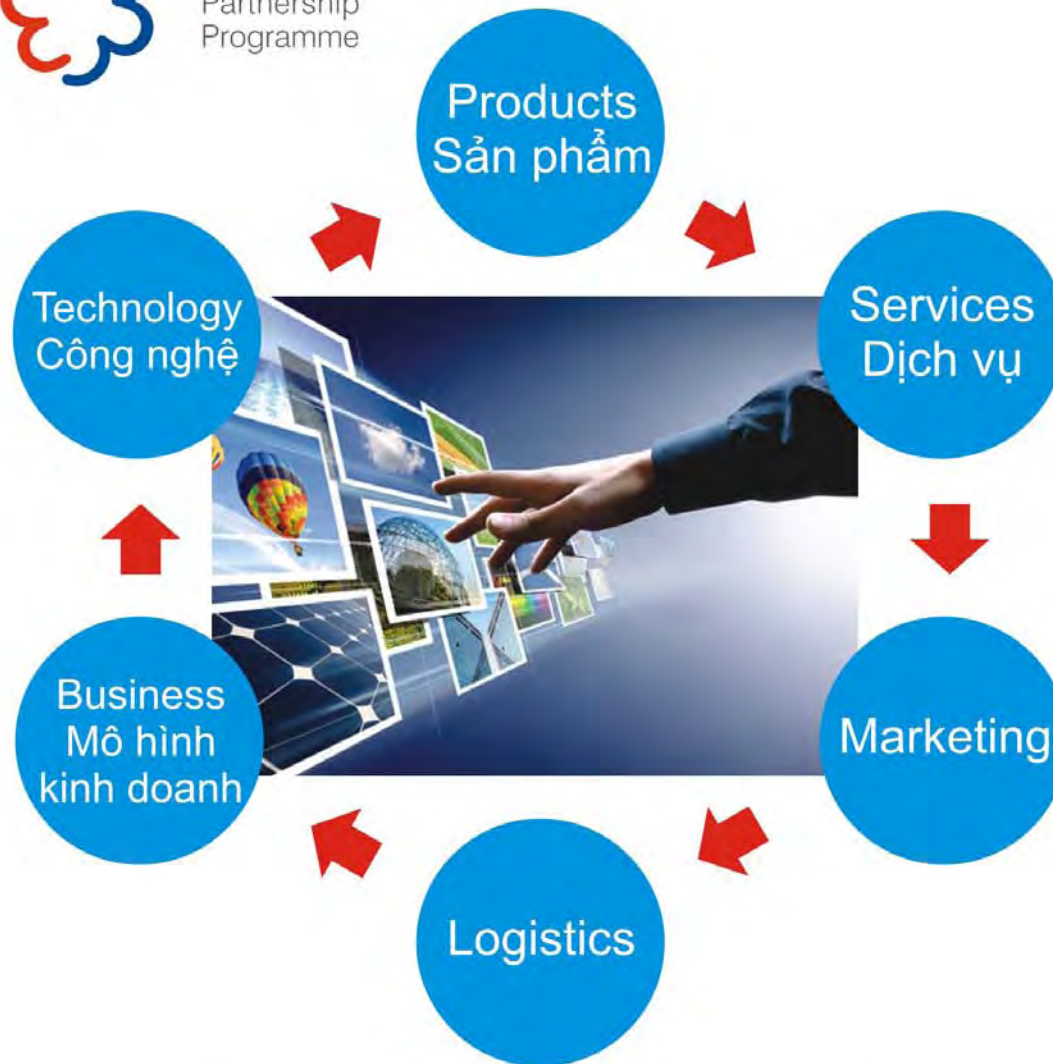 Partnership
Programme
Products
Sản phẩm
Services
Dịch vụ
Marketing
Logistics
Business
Mô hình
kinh doanh
Technology
Công nghệ